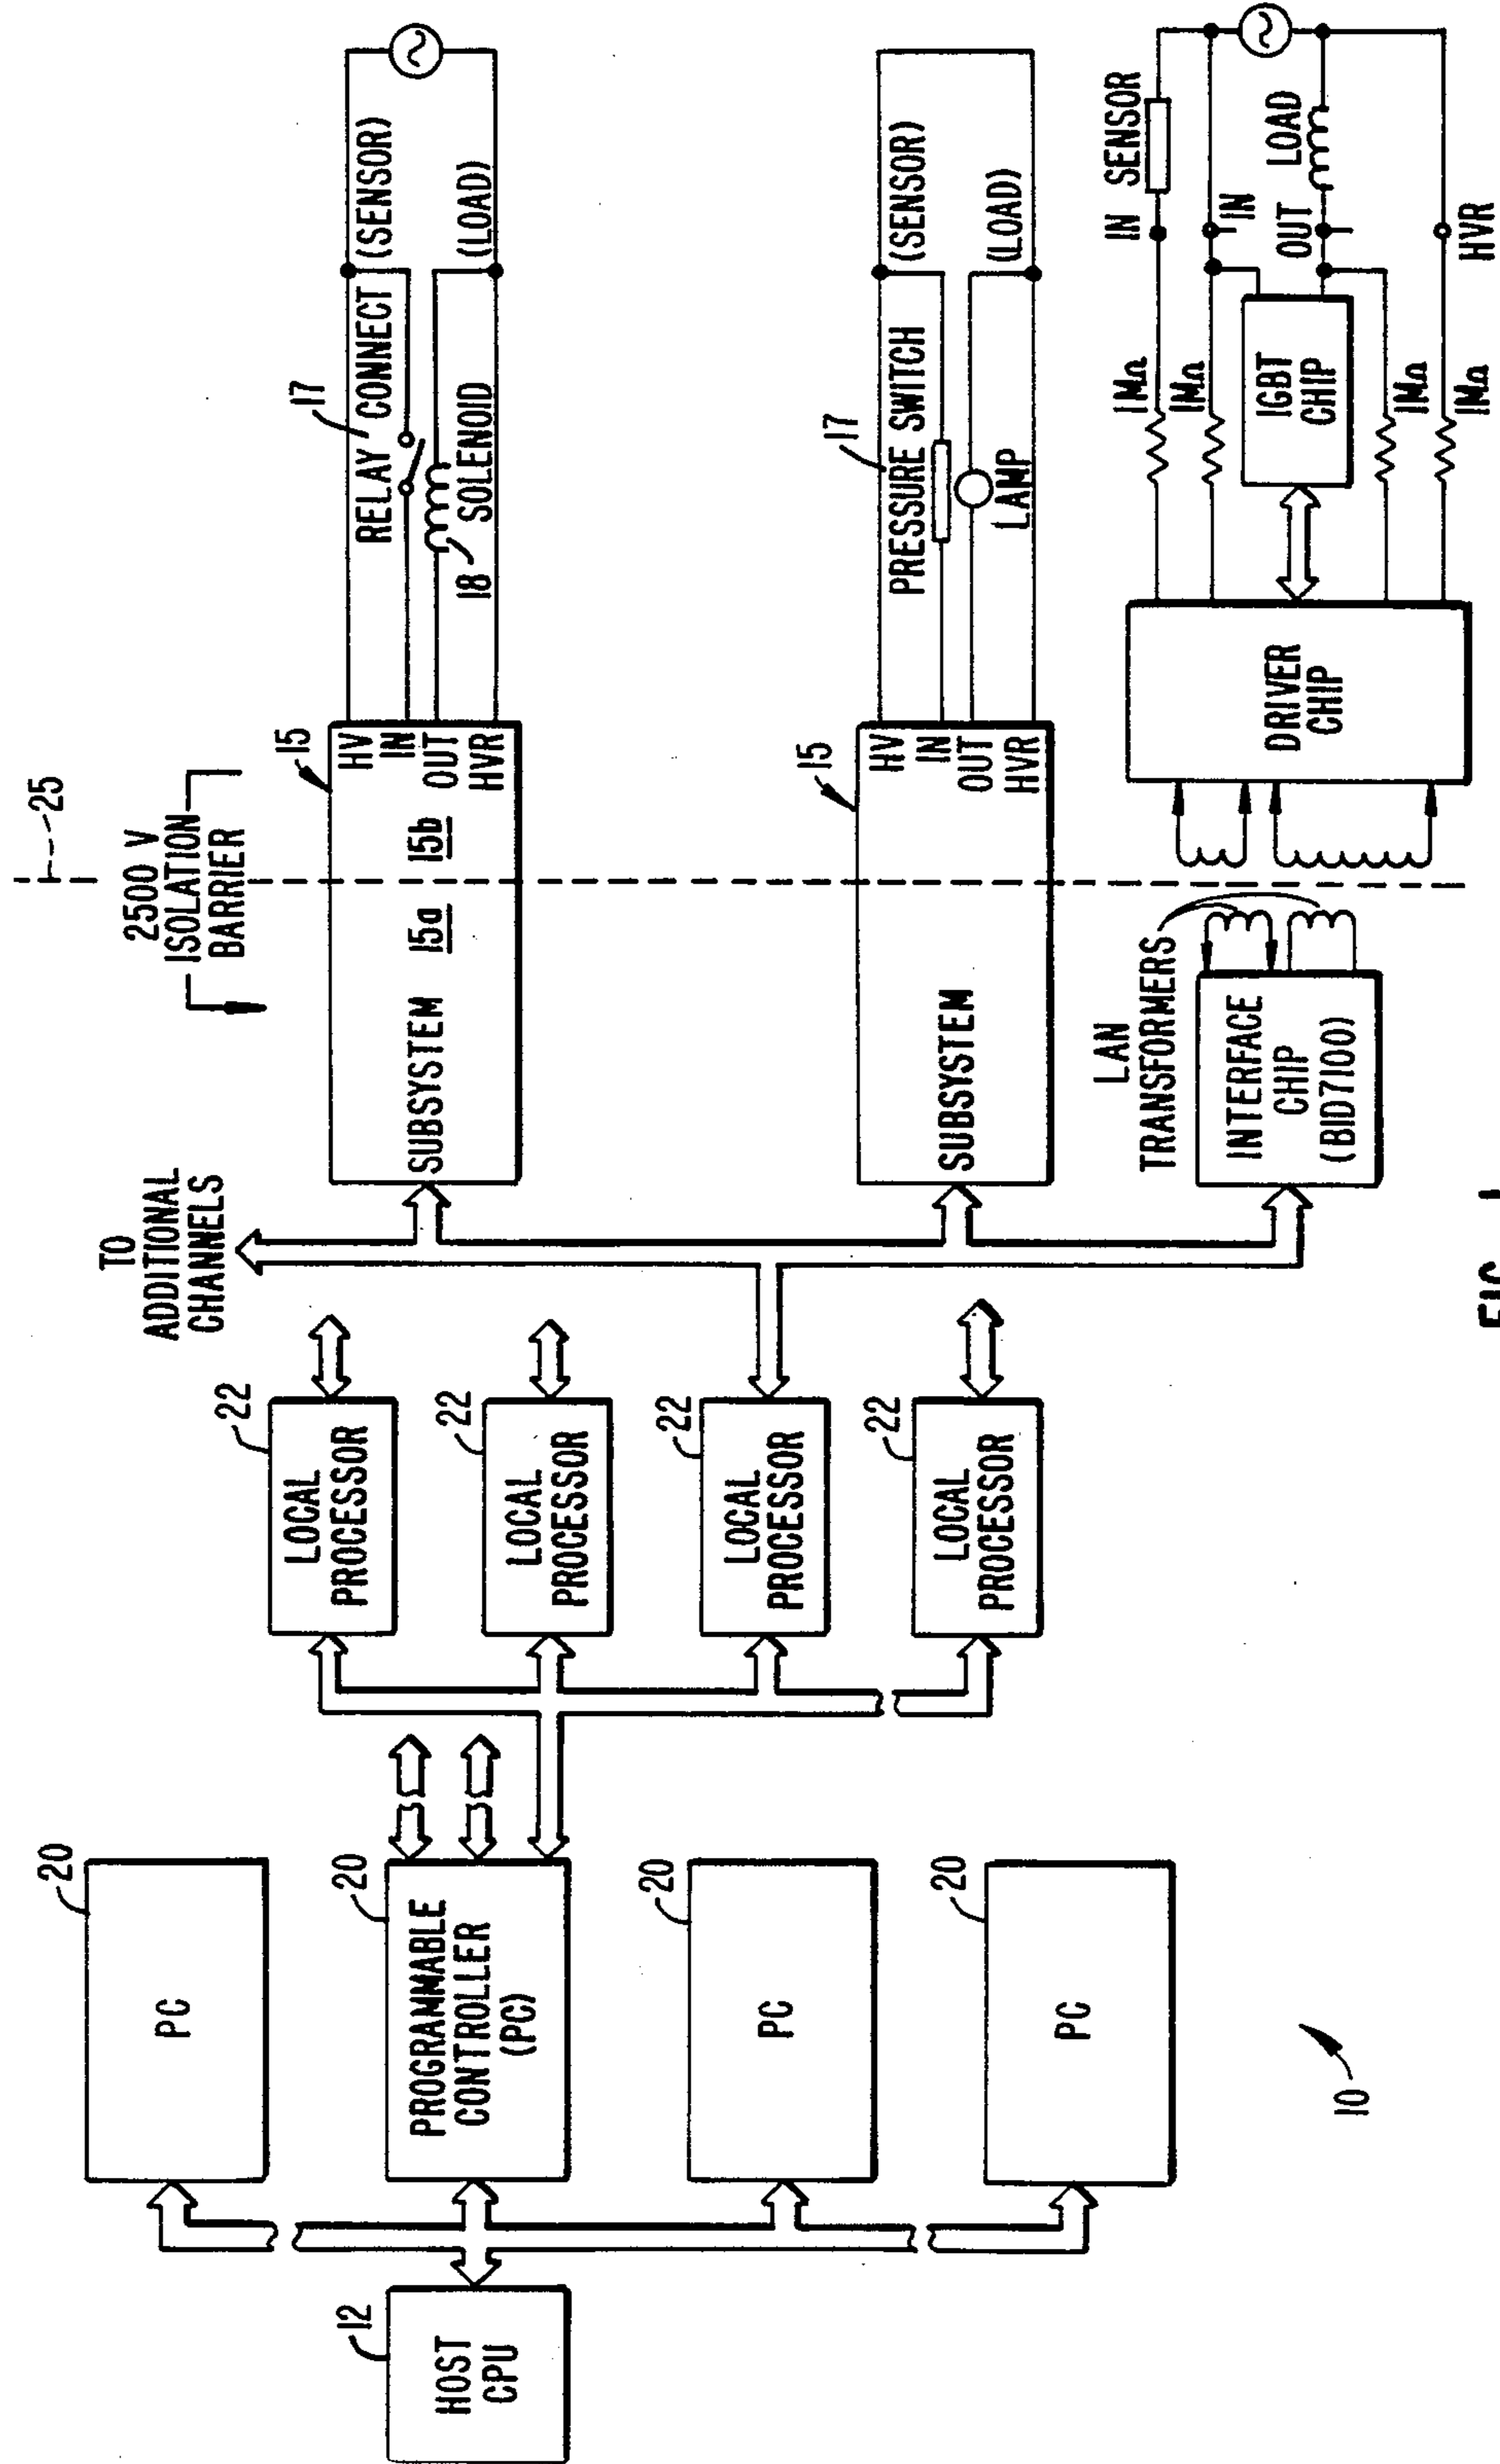 12
HOST
CPU
20
PC
20
PROGRAMMABLE
CONTROLLER
(PC)
20
PC
20
PC
10
22
LOCAL
PROCESSOR
22
LOCAL
PROCESSOR
22
LOCAL
PROCESSOR
22
LOCAL
PROCESSOR
TO
ADDITIONAL
CHANNELS
2500 V
ISOLATION
BARRIER
25
15
SUBSYSTEM
15a
15b
HV
IN
OUT
HVR
17
RELAY CONNECT
(SENSOR)
18
SOLENOID
(LOAD)
15
SUBSYSTEM
HV
IN
OUT
HVR
17
PRESSURE SWITCH
(SENSOR)
LAMP
(LOAD)
LAN
TRANSFORMERS
INTERFACE
CHIP
(BID7100)
DRIVER
CHIP
1MΩ
1MΩ
IGBT
CHIP
1MΩ
1MΩ
IN
SENSOR
IN
OUT
LOAD
HVR